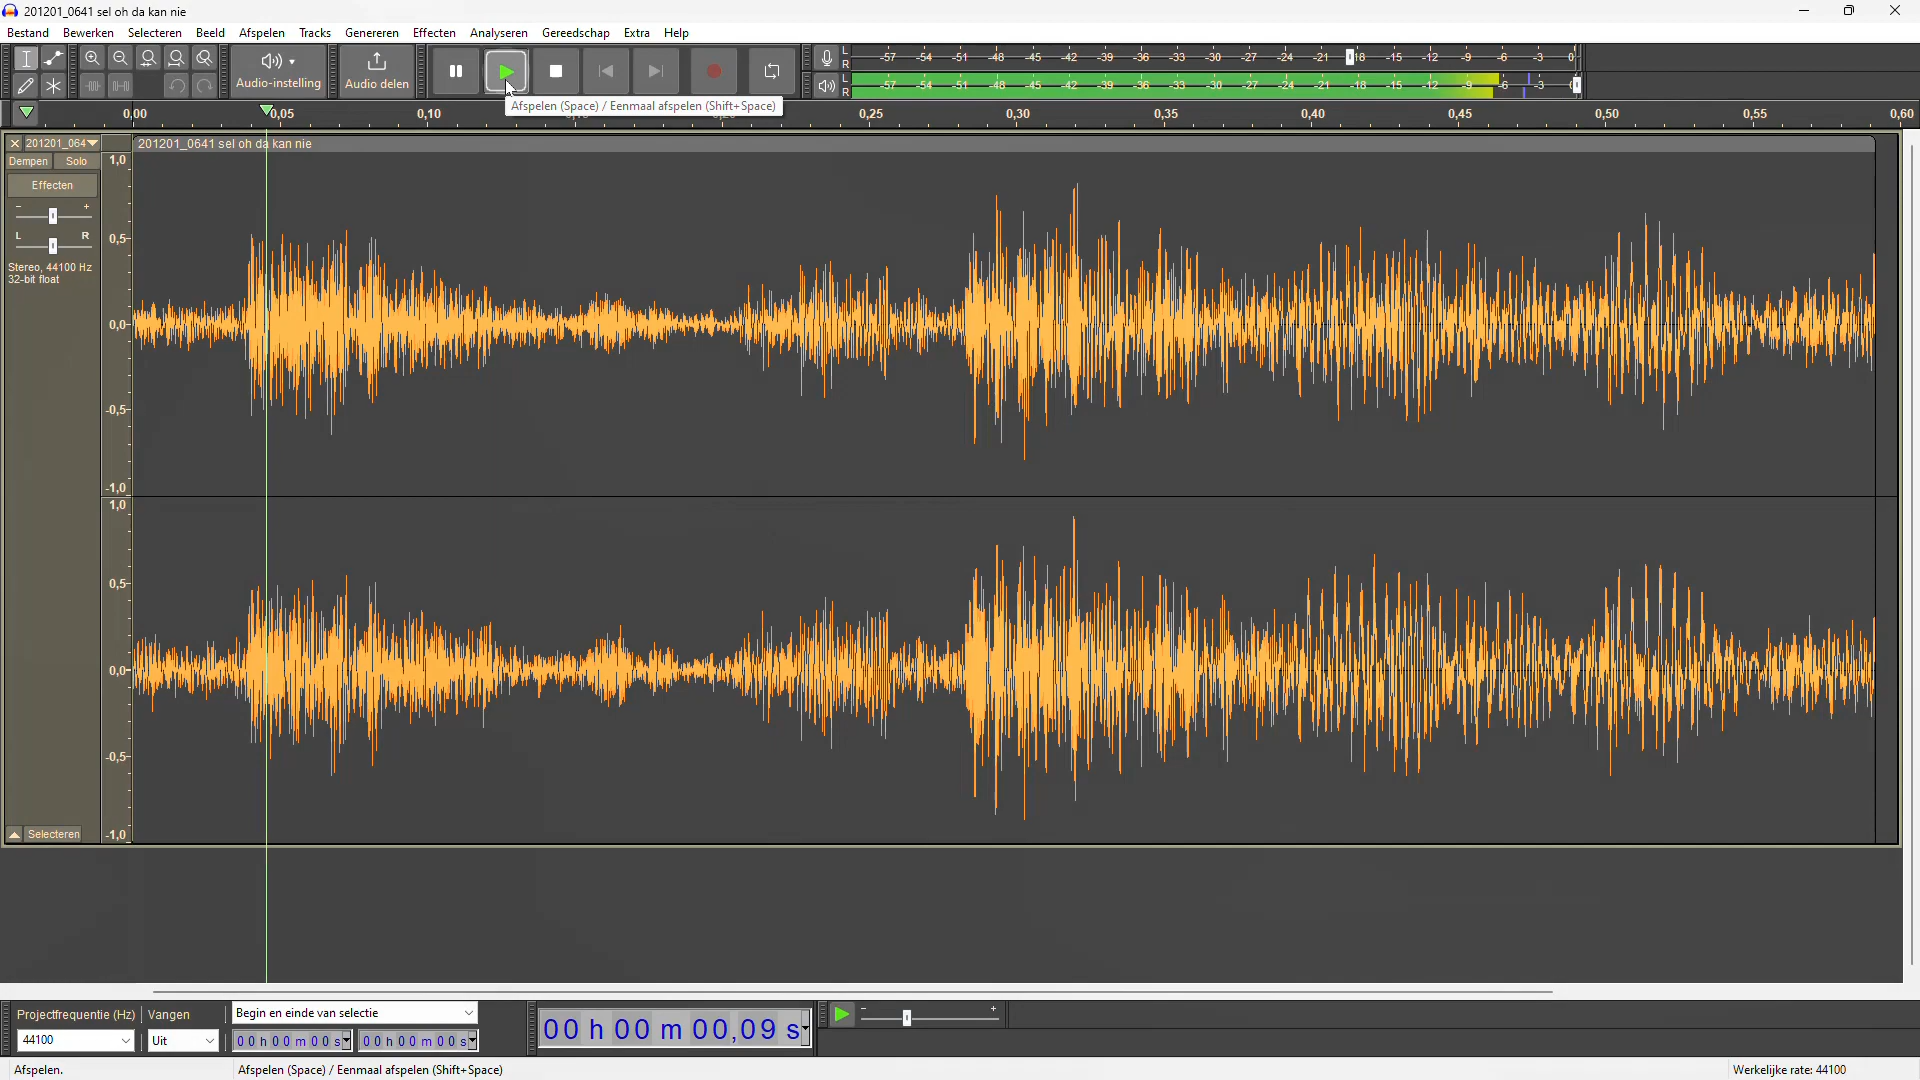 201201_0641 sel oh da kan nie
Bestand Bewerken Selecteren Beeld Afspelen Tracks Genereren Effecten Analyseren Gereedschap Extra Help
Audio-instelling
Audio delen
L R -57 -54 -51 -48 -45 -42 -39 -36 -33 -30 -27 -24 -21 -18 -15 -12 -9 -6 -3 0
L R -57 -54 -51 -48 -45 -42 -39 -36 -33 -30 -27 -24 -21 -18 -15 -12 -9 -6 -3 0
Afspelen (Space) / Eenmaal afspelen (Shift+Space)
0,00 0,05 0,10 0,15 0,20 0,25 0,30 0,35 0,40 0,45 0,50 0,55 0,60
201201_064
201201_0641 sel oh da kan nie
Dempen Solo
Effecten
- +
L R
Stereo, 44100 Hz
32-bit float
1,0
0,5
0,0
-0,5
-1,0
1,0
0,5
0,0
-0,5
-1,0
Selecteren
Projectfrequentie (Hz) Vangen
44100 Uit
Begin en einde van selectie
00 h 00 m 00 s 00 h 00 m 00 s
00 h 00 m 00,09 s
- +
Afspelen.
Afspelen (Space) / Eenmaal afspelen (Shift+Space)
Werkelijke rate: 44100